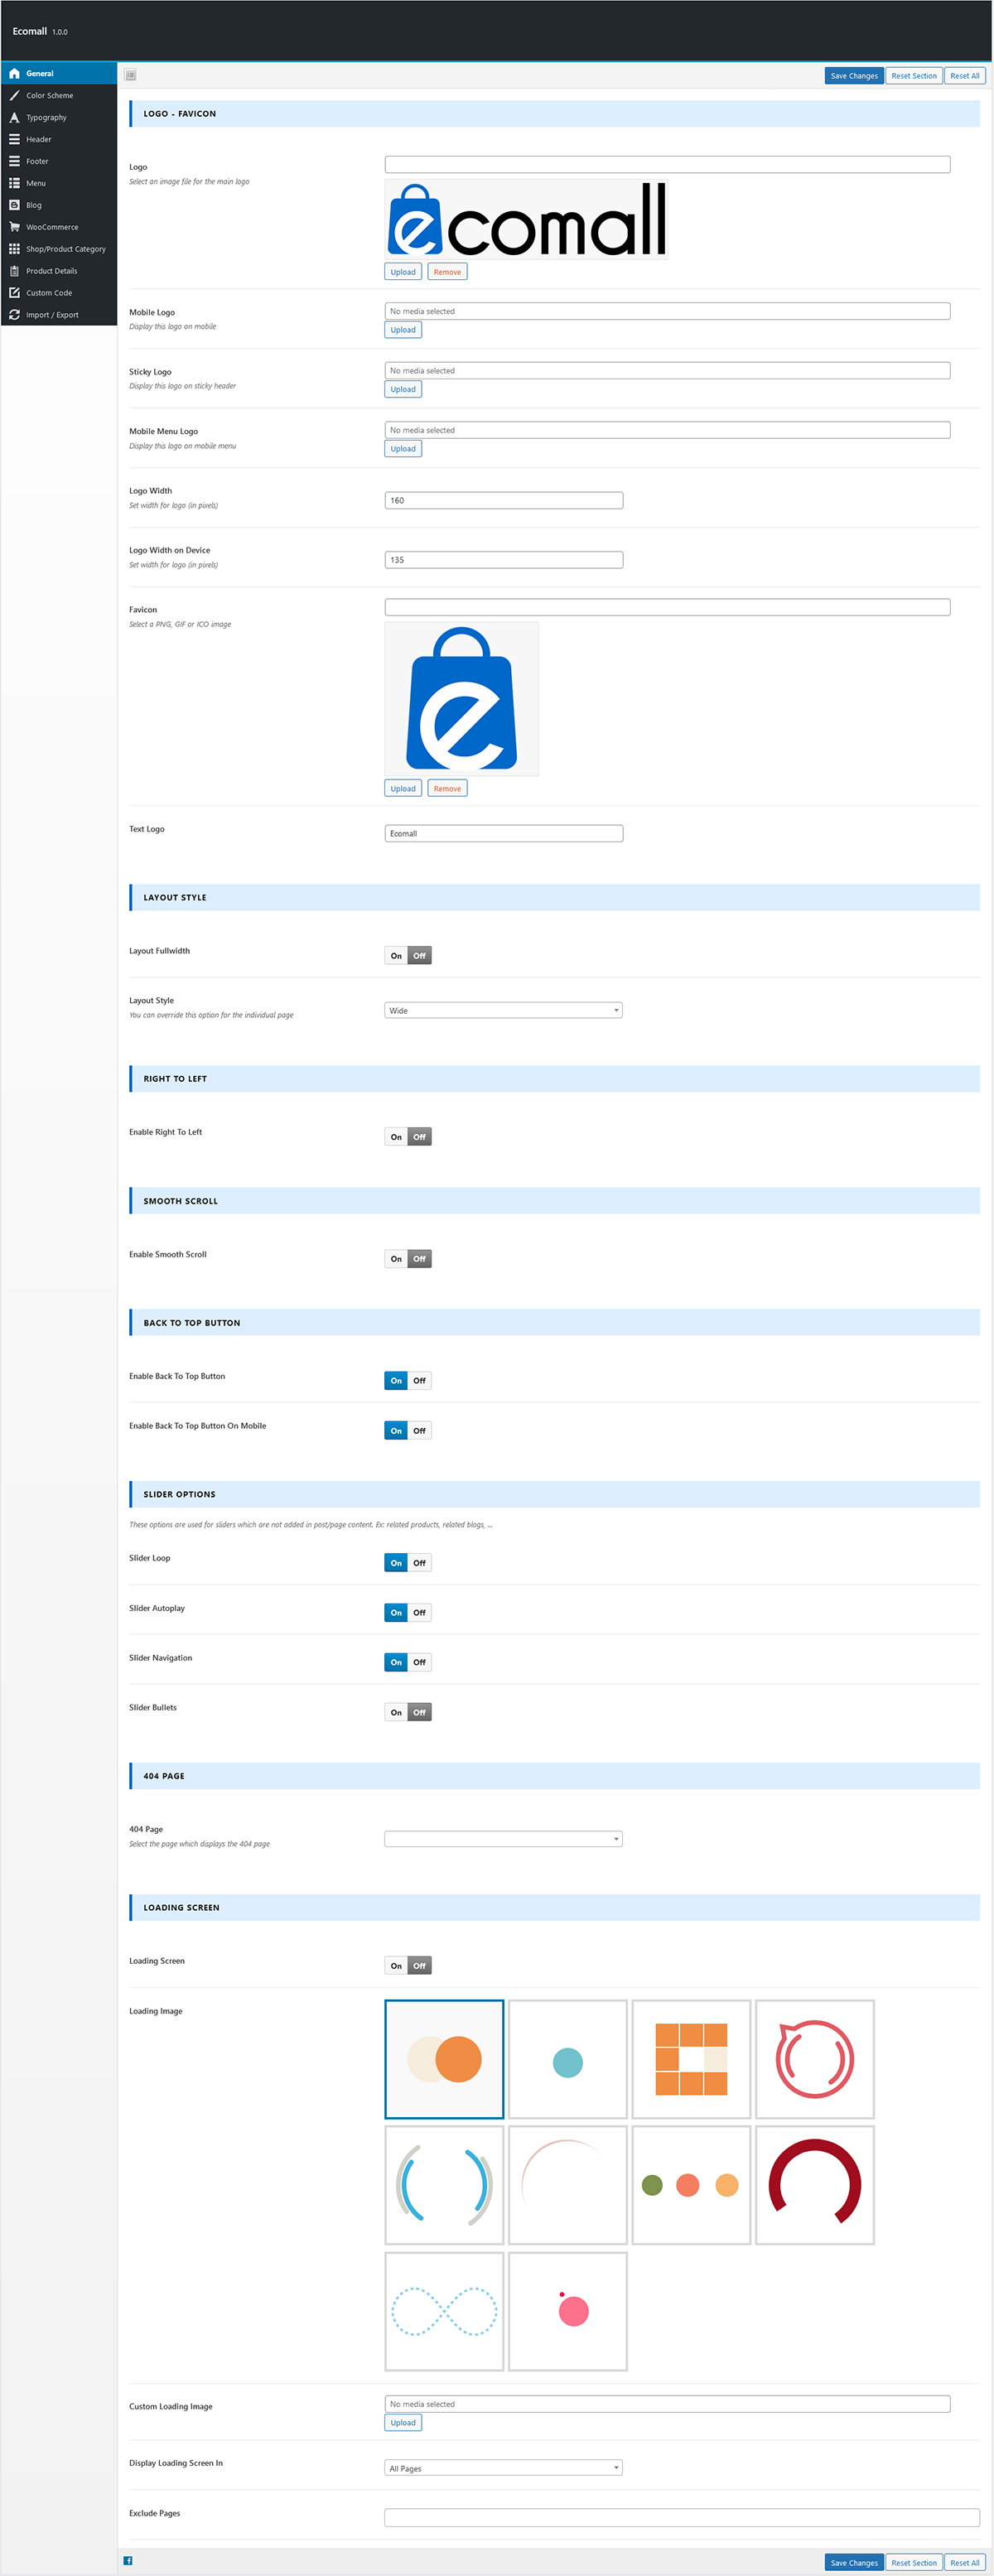 Ecomall 1.0.0
General
Color Scheme
Typography
Header
Footer
Menu
Blog
WooCommerce
Shop/Product Category
Product Details
Custom Code
Import / Export
Save Changes Reset Section Reset All
LOGO - FAVICON
Logo
Select an image file for the main logo
ecomall
Upload Remove
Mobile Logo
Display this logo on mobile
No media selected
Upload
Sticky Logo
Display this logo on sticky header
No media selected
Upload
Mobile Menu Logo
Display this logo on mobile menu
No media selected
Upload
Logo Width
Set width for logo (in pixels)
160
Logo Width on Device
Set width for logo (in pixels)
135
Favicon
Select a PNG, GIF or ICO image
e
Upload Remove
Text Logo
Ecomall
LAYOUT STYLE
Layout Fullwidth
On Off
Layout Style
You can override this option for the individual page
Wide
RIGHT TO LEFT
Enable Right To Left
On Off
SMOOTH SCROLL
Enable Smooth Scroll
On Off
BACK TO TOP BUTTON
Enable Back To Top Button
On Off
Enable Back To Top Button On Mobile
On Off
SLIDER OPTIONS
These options are used for sliders which are not added in post/page content. Ex: related products, related blogs, ...
Slider Loop
On Off
Slider Autoplay
On Off
Slider Navigation
On Off
Slider Bullets
On Off
404 PAGE
404 Page
Select the page which displays the 404 page
LOADING SCREEN
Loading Screen
On Off
Loading Image
Custom Loading Image
No media selected
Upload
Display Loading Screen In
All Pages
Exclude Pages
Save Changes Reset Section Reset All